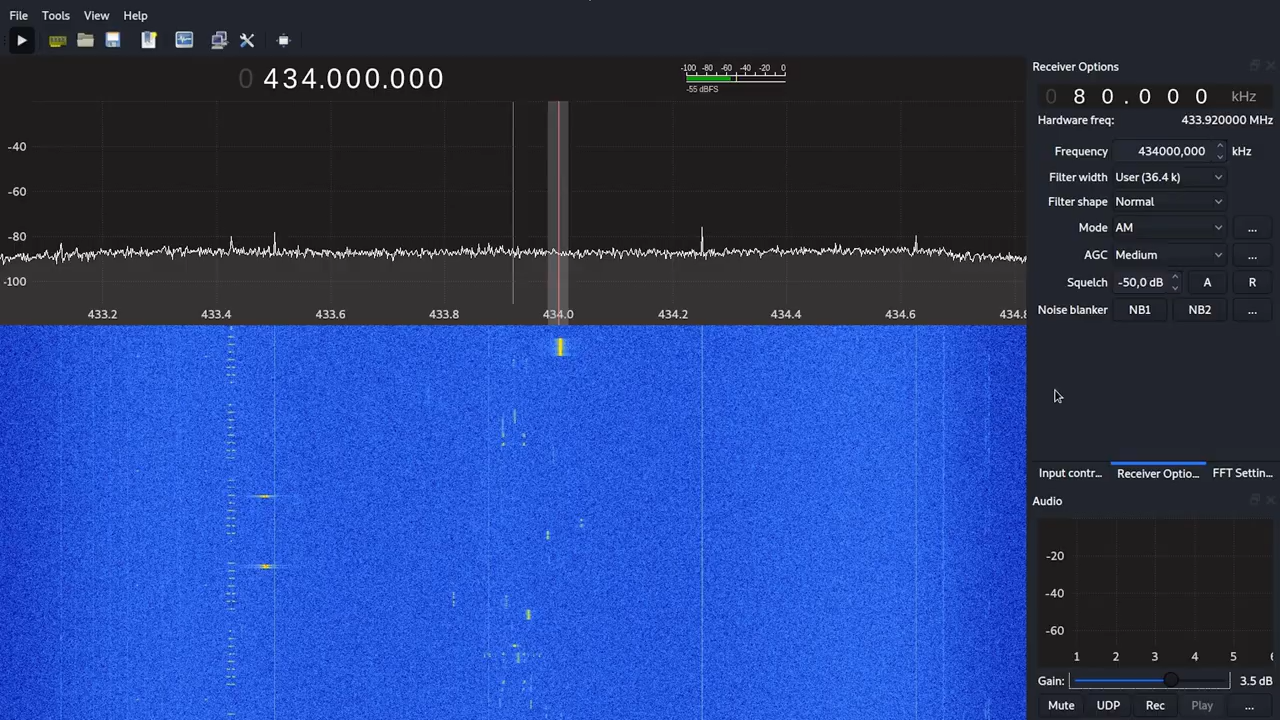 File Tools View Help
0 434.000.000
-100 -80 -60 -40 -20 0
-55 dBFS
-40
-60
-80
-100
433.2 433.4 433.6 433.8 434.0 434.2 434.4 434.6 434.8
Receiver Options
0 80.000 kHz
Hardware freq: 433.920000 MHz
Frequency 434000,000 kHz
Filter width User (36.4 k)
Filter shape Normal
Mode AM ...
AGC Medium ...
Squelch -50,0 dB A R
Noise blanker NB1 NB2 ...
Input contr... Receiver Optio... FFT Settin...
Audio
-20
-40
-60
1 2 3 4 5
Gain: 3.5 dB
Mute UDP Rec Play ...